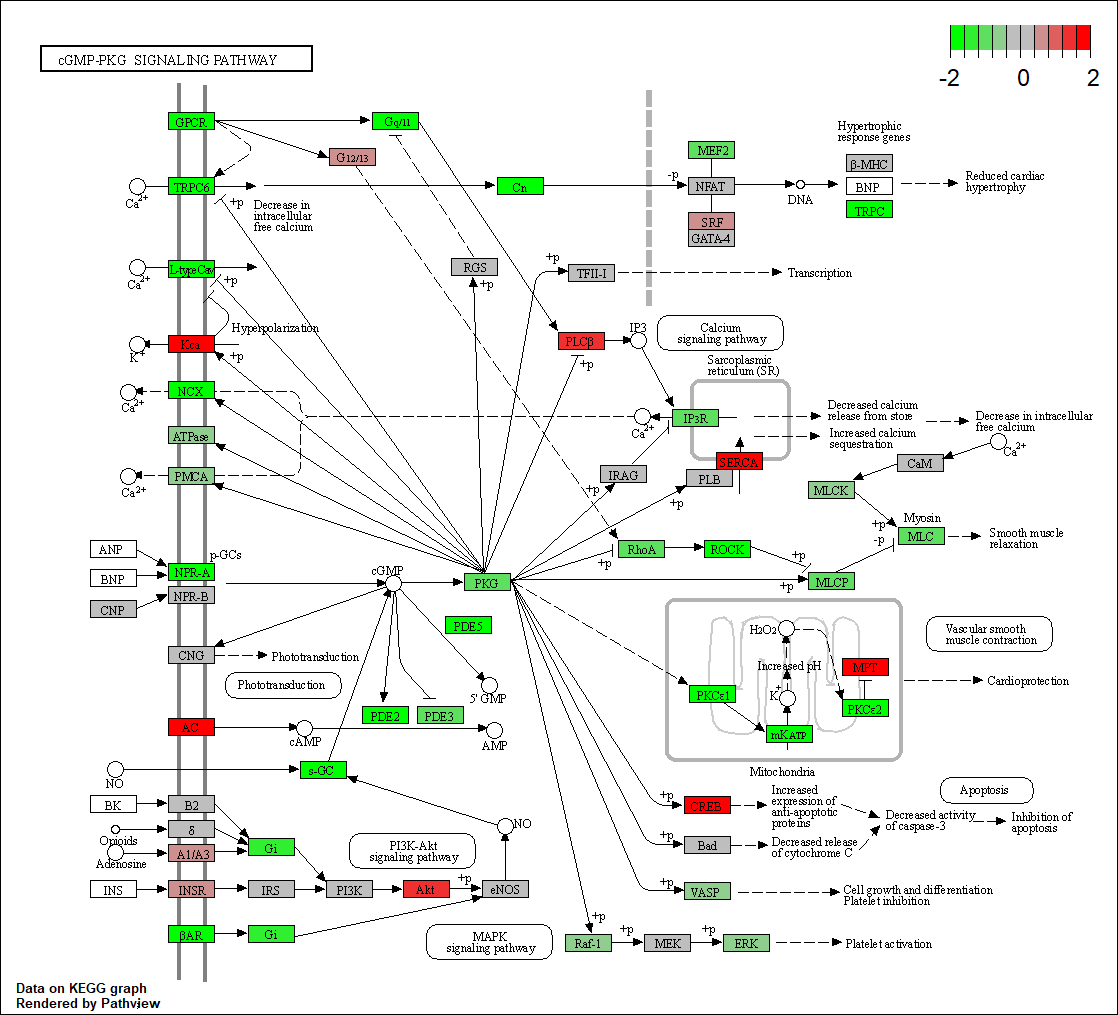 cGMP-PKG SIGNALING PATHWAY
-2
0
2
GPCR
Gq/11
G12/13
TRPC6
Ca2+
+p
Decrease in
intracellular
free calcium
Cn
-p
MEF2
NFAT
SRF
GATA-4
DNA
Hypertrophic
response genes
β-MHC
BNP
TRPC
Reduced cardiac
hypertrophy
L-typeCav
Ca2+
+p
RGS
+p
+p
TFII-I
Transcription
Hyperpolarization
Kca
K+
+p
PLCβ
+p
IP3
Calcium
signaling pathway
Sarcoplasmic
reticulum (SR)
NCX
Ca2+
ATPase
PMCA
Ca2+
Ca2+
IP3R
Decreased calcium
release from store
Increased calcium
sequestration
Decrease in intracellular
free calcium
Ca2+
SERCA
PLB
IRAG
+p
+p
CaM
MLCK
+p
-p
Myosin
MLC
Smooth muscle
relaxation
RhoA
ROCK
+p
+p
+p
MLCP
ANP
BNP
CNP
p-GCs
NPR-A
NPR-B
cGMP
PKG
+p
PDE5
CNG
Phototransduction
Phototransduction
5' GMP
PDE2
PDE3
H2O2
Increased pH
K+
MPT
PKCε1
PKCε2
mKATP
Mitochondria
Vascular smooth
muscle contraction
Cardioprotection
AC
cAMP
AMP
NO
s-GC
BK
B2
Opioids
δ
Adenosine
A1/A3
Gi
NO
PI3K-Akt
signaling pathway
INS
INSR
IRS
PI3K
Akt
+p
eNOS
βAR
Gi
MAPK
signaling pathway
+p
CREB
Increased
expression of
anti-apoptotic
proteins
Apoptosis
Decreased activity
of caspase-3
Inhibition of
apoptosis
+p
Bad
Decreased release
of cytochrome C
+p
VASP
Cell growth and differentiation
Platelet inhibition
+p
Raf-1
+p
MEK
+p
ERK
Platelet activation
Data on KEGG graph
Rendered by Pathview